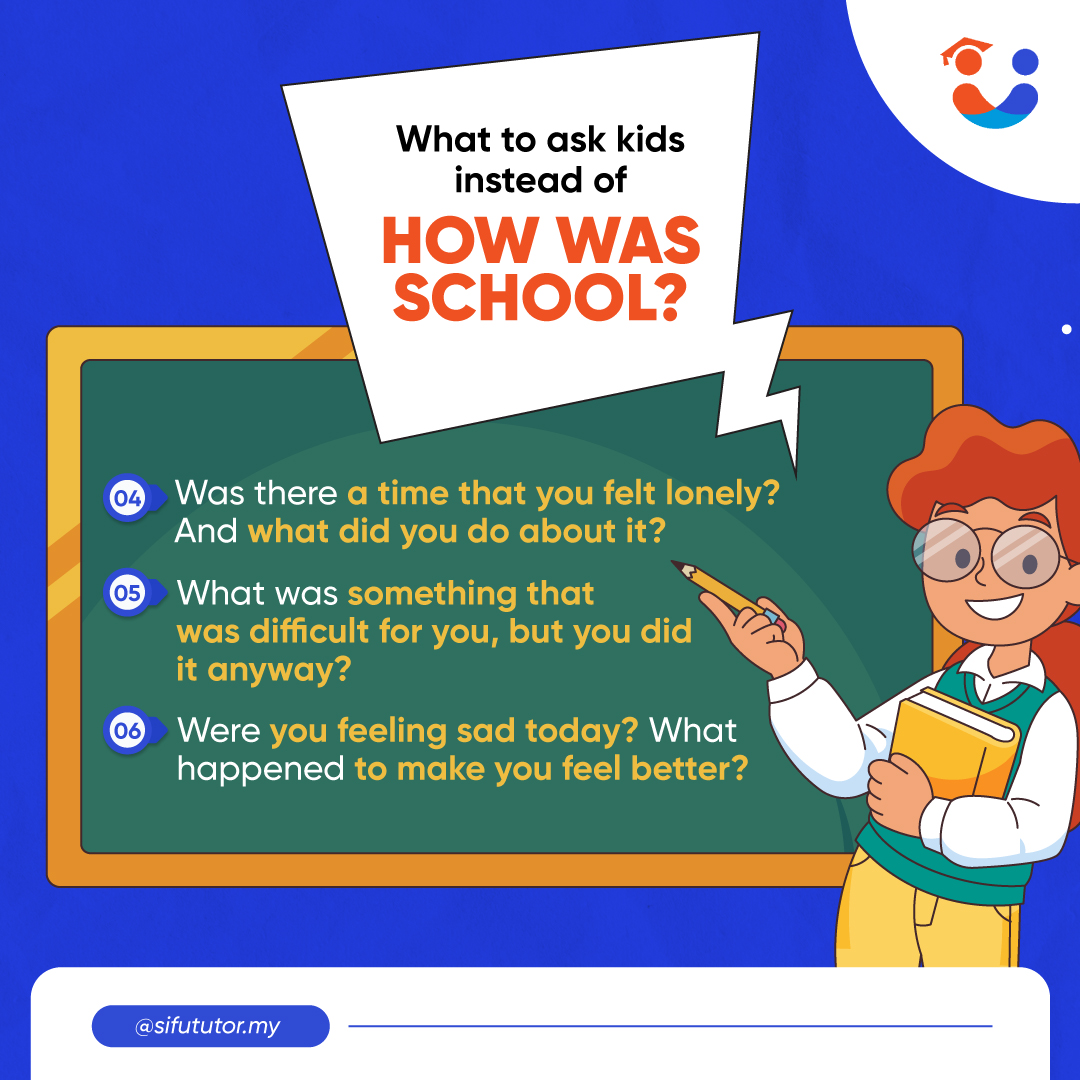 What to ask kids
instead of
HOW WAS
SCHOOL?
04
Was there a time that you felt lonely?
And what did you do about it?
05
What was something that
was difficult for you, but you did
it anyway?
06
Were you feeling sad today? What
happened to make you feel better?
@sifututor.my